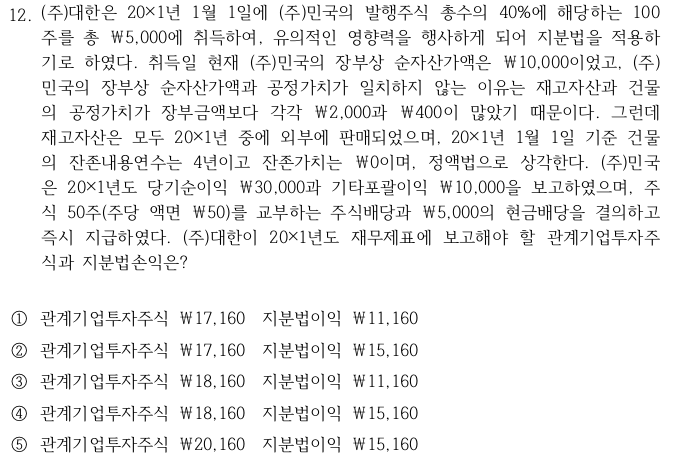 12. (주)대한은 20×1년 1월 1일에 (주)민국의 발행주식 총수의 40%에 해당하는 100
주를 총 ₩5,000에 취득하여, 유의적인 영향력을 행사하게 되어 지분법을 적용하
기로 하였다. 취득일 현재 (주)민국의 장부상 순자산가액은 ₩10,000이었고, (주)
민국의 장부상 순자산가액과 공정가치가 일치하지 않는 이유는 재고자산과 건물
의 공정가치가 장부금액보다 각각 ₩2,000과 ₩400이 많았기 때문이다. 그런데
재고자산은 모두 20×1년 중에 외부에 판매되었으며, 20×1년 1월 1일 기준 건물
의 잔존내용연수는 4년이고 잔존가치는 ₩0이며, 정액법으로 상각한다. (주)민국
은 20×1년도 당기순이익 ₩30,000과 기타포괄이익 ₩10,000을 보고하였으며, 주
식 50주(주당 액면 ₩50)를 교부하는 주식배당과 ₩5,000의 현금배당을 결의하고
즉시 지급하였다. (주)대한이 20×1년도 재무제표에 보고해야 할 관계기업투자주
식과 지분법손익은?
① 관계기업투자주식 ₩17,160 지분법이익 ₩11,160
② 관계기업투자주식 ₩17,160 지분법이익 ₩15,160
③ 관계기업투자주식 ₩18,160 지분법이익 ₩11,160
④ 관계기업투자주식 ₩18,160 지분법이익 ₩15,160
⑤ 관계기업투자주식 ₩20,160 지분법이익 ₩15,160